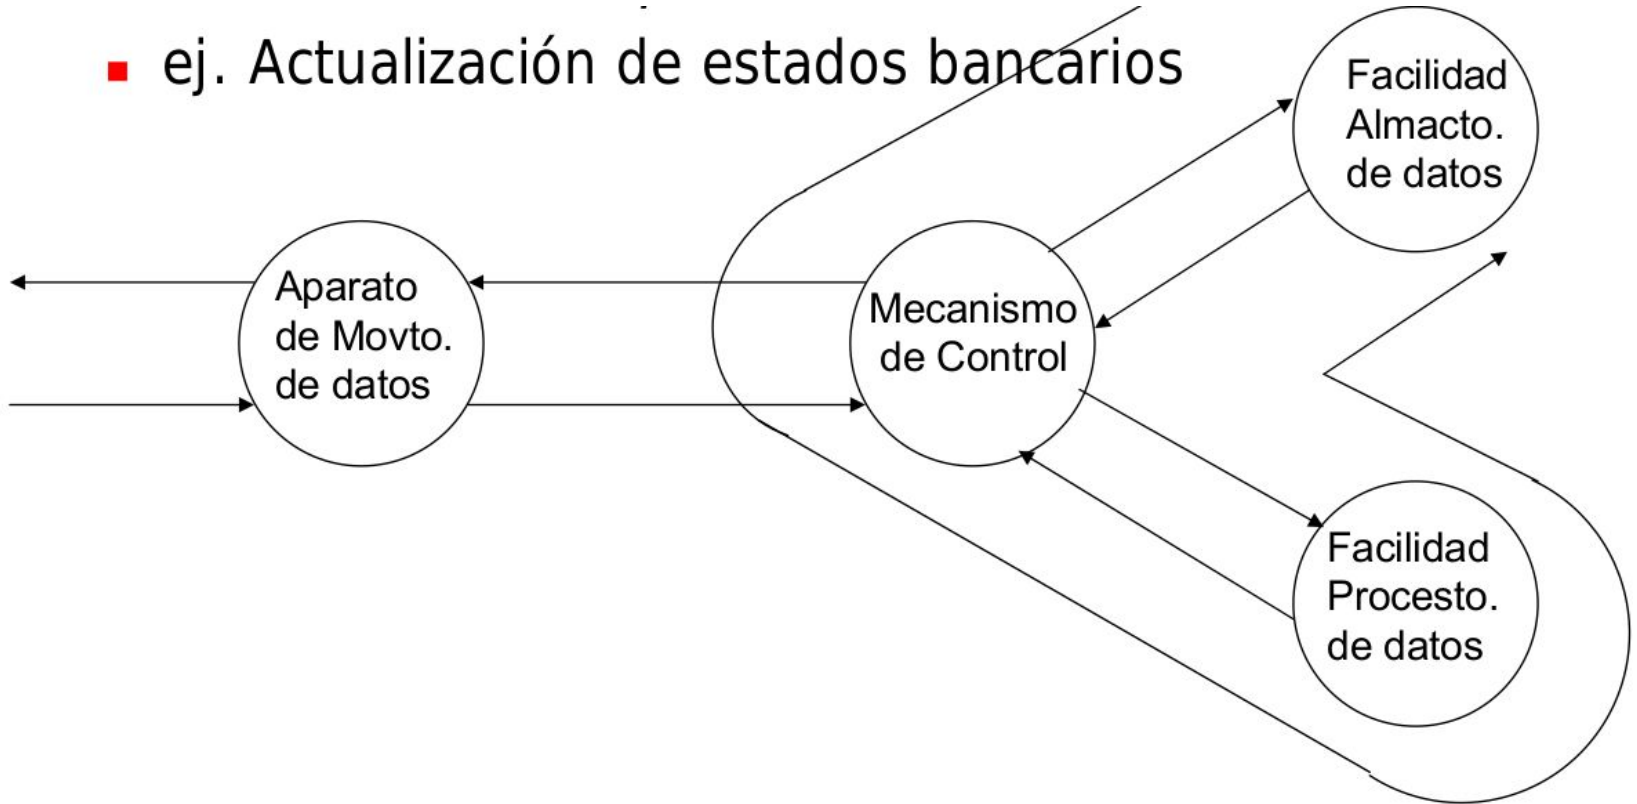 ej. Actualización de estados bancarios
Facilidad
Almacto.
de datos
Aparato
de Movto.
de datos
Mecanismo
de Control
Facilidad
Procesto.
de datos